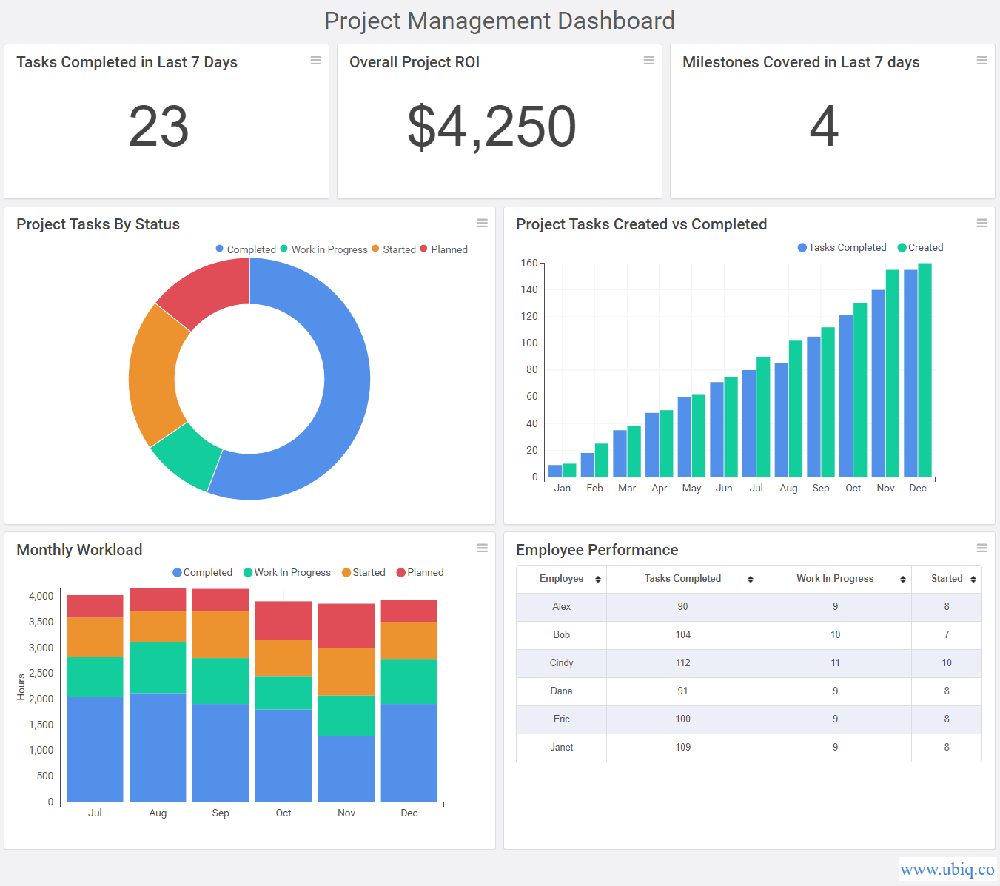 Project Management Dashboard
Tasks Completed in Last 7 Days
23
Overall Project ROI
$4,250
Milestones Covered in Last 7 days
4
Project Tasks By Status
Completed Work in Progress Started Planned
Project Tasks Created vs Completed
Tasks Completed Created
160
140
120
100
80
60
40
20
0
Jan Feb Mar Apr May Jun Jul Aug Sep Oct Nov Dec
Monthly Workload
Completed Work In Progress Started Planned
Hours
4,000
3,500
3,000
2,500
2,000
1,500
1,000
500
0
Jul Aug Sep Oct Nov Dec
Employee Performance
Employee Tasks Completed Work In Progress Started
Alex 90 9 8
Bob 104 10 7
Cindy 112 11 10
Dana 91 9 8
Eric 100 9 8
Janet 109 9 8
www.ubiq.co